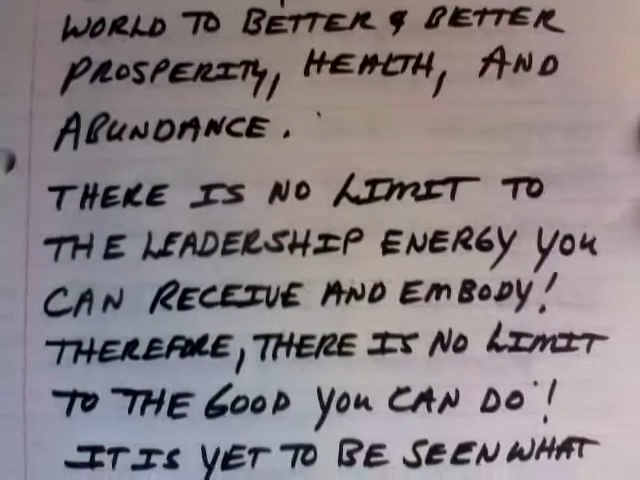 WORLD TO BETTER & BETTER
PROSPERITY, HEALTH, AND
ABUNDANCE.
THERE IS NO LIMIT TO
THE LEADERSHIP ENERGY YOU
CAN RECEIVE AND EMBODY!
THEREFORE, THERE IS NO LIMIT
TO THE GOOD YOU CAN DO!
IT IS YET TO BE SEEN WHAT